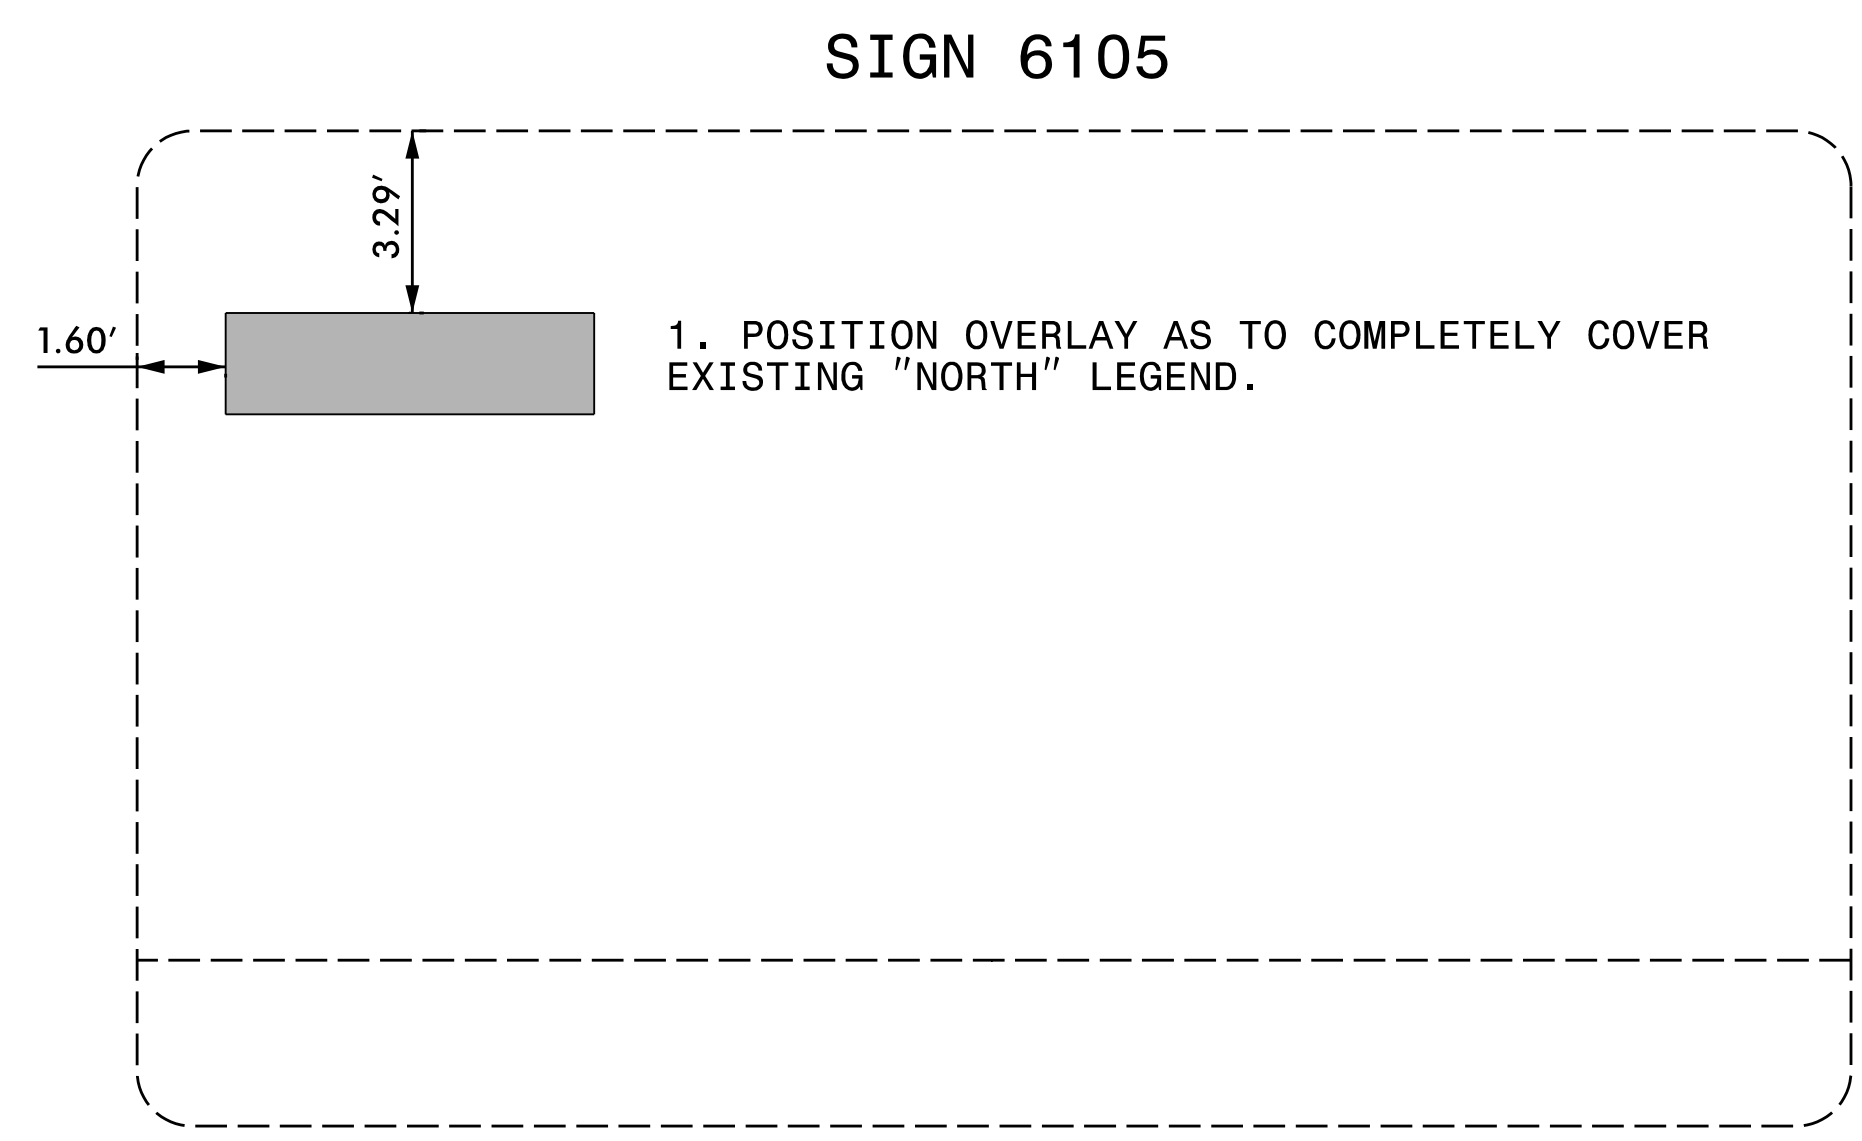 SIGN 6105
3.29'
1.60'
1. POSITION OVERLAY AS TO COMPLETELY COVER
EXISTING "NORTH" LEGEND.